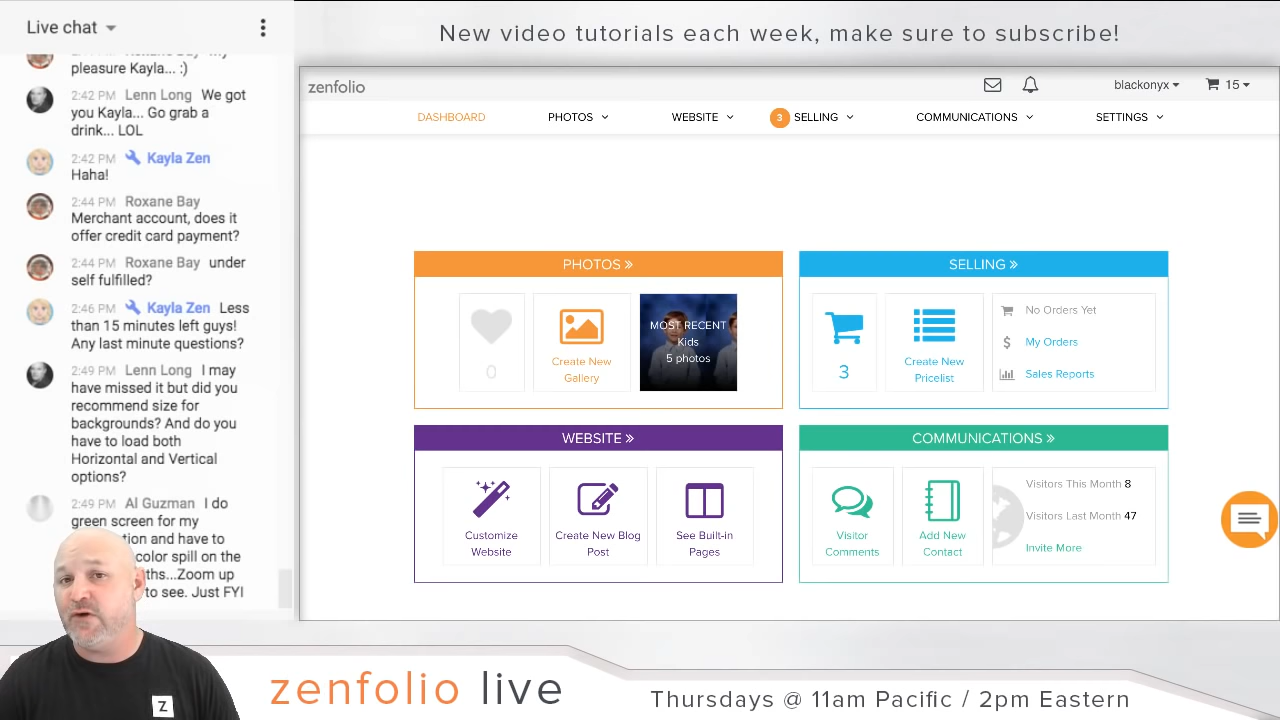 Live chat
pleasure Kayla... :)
2:42 PM Lenn Long We got
you Kayla... Go grab a
drink... LOL
2:42 PM Kayla Zen
Haha!
2:44 PM Roxane Bay
Merchant account, does it
offer credit card payment?
2:44 PM Roxane Bay under
self fulfilled?
2:46 PM Kayla Zen Less
than 15 minutes left guys!
Any last minute questions?
2:49 PM Lenn Long I may
have missed it but did you
recommend size for
backgrounds? And do you
have to load both
Horizontal and Vertical
options?
2:49 PM Al Guzman I do
green screen for my
and have to
color spill on the
Zoom up
to see. Just FYI
New video tutorials each week, make sure to subscribe!
zenfolio
blackonyx
15
DASHBOARD
PHOTOS
WEBSITE
3 SELLING
COMMUNICATIONS
SETTINGS
PHOTOS »
0
Create New
Gallery
MOST RECENT
Kids
5 photos
SELLING »
3
Create New
Pricelist
No Orders Yet
$ My Orders
Sales Reports
WEBSITE »
Customize
Website
Create New Blog
Post
See Built-in
Pages
COMMUNICATIONS »
Visitor
Comments
Add New
Contact
Visitors This Month 8
Visitors Last Month 47
Invite More
Z
zenfolio live
Thursdays @ 11am Pacific / 2pm Eastern